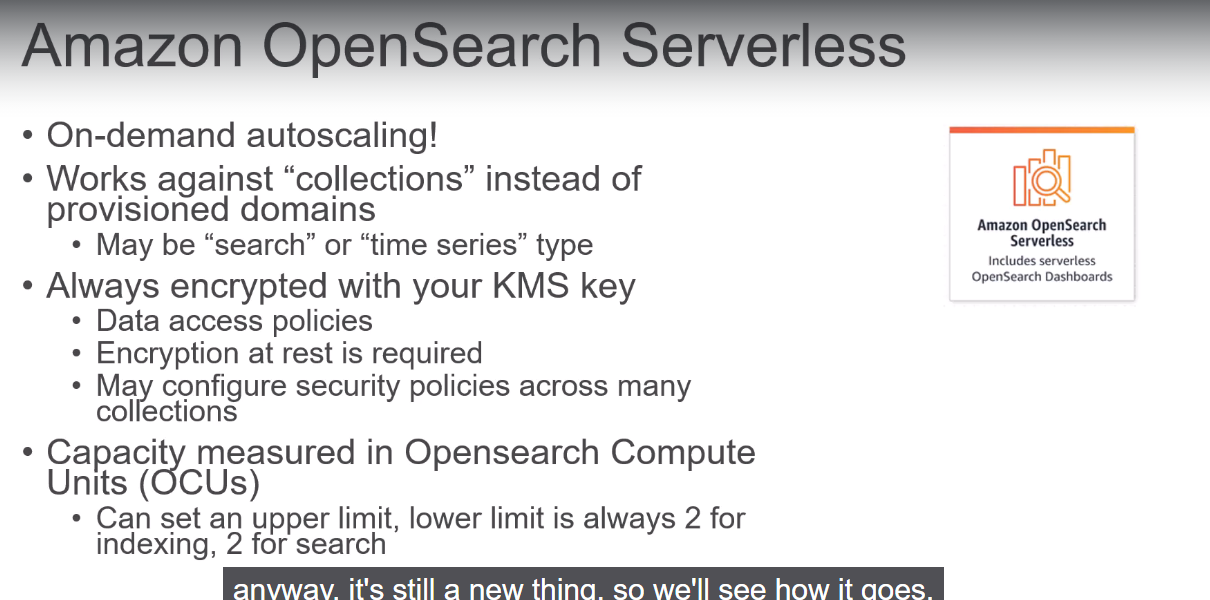 Amazon OpenSearch Serverless
• On-demand autoscaling!
• Works against “collections” instead of
provisioned domains
• May be “search” or “time series” type
• Always encrypted with your KMS key
• Data access policies
• Encryption at rest is required
• May configure security policies across many
collections
• Capacity measured in Opensearch Compute
Units (OCUs)
• Can set an upper limit, lower limit is always 2 for
indexing, 2 for search
Amazon OpenSearch
Serverless
Includes serverless
OpenSearch Dashboards
anyway, it's still a new thing, so we'll see how it goes.